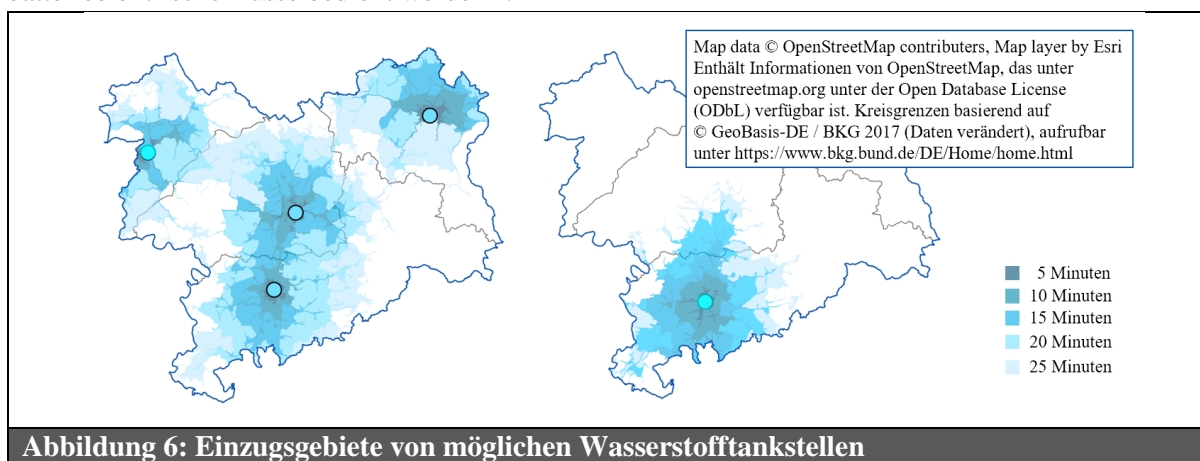 Map data © OpenStreetMap contributers, Map layer by Esri
Enthält Informationen von OpenStreetMap, das unter
openstreetmap.org unter der Open Database License
(ODbL) verfügbar ist. Kreisgrenzen basierend auf
© GeoBasis-DE / BKG 2017 (Daten verändert), aufrufbar
unter https://www.bkg.bund.de/DE/Home/home.html
5 Minuten
10 Minuten
15 Minuten
20 Minuten
25 Minuten
Abbildung 6: Einzugsgebiete von möglichen Wasserstofftankstellen